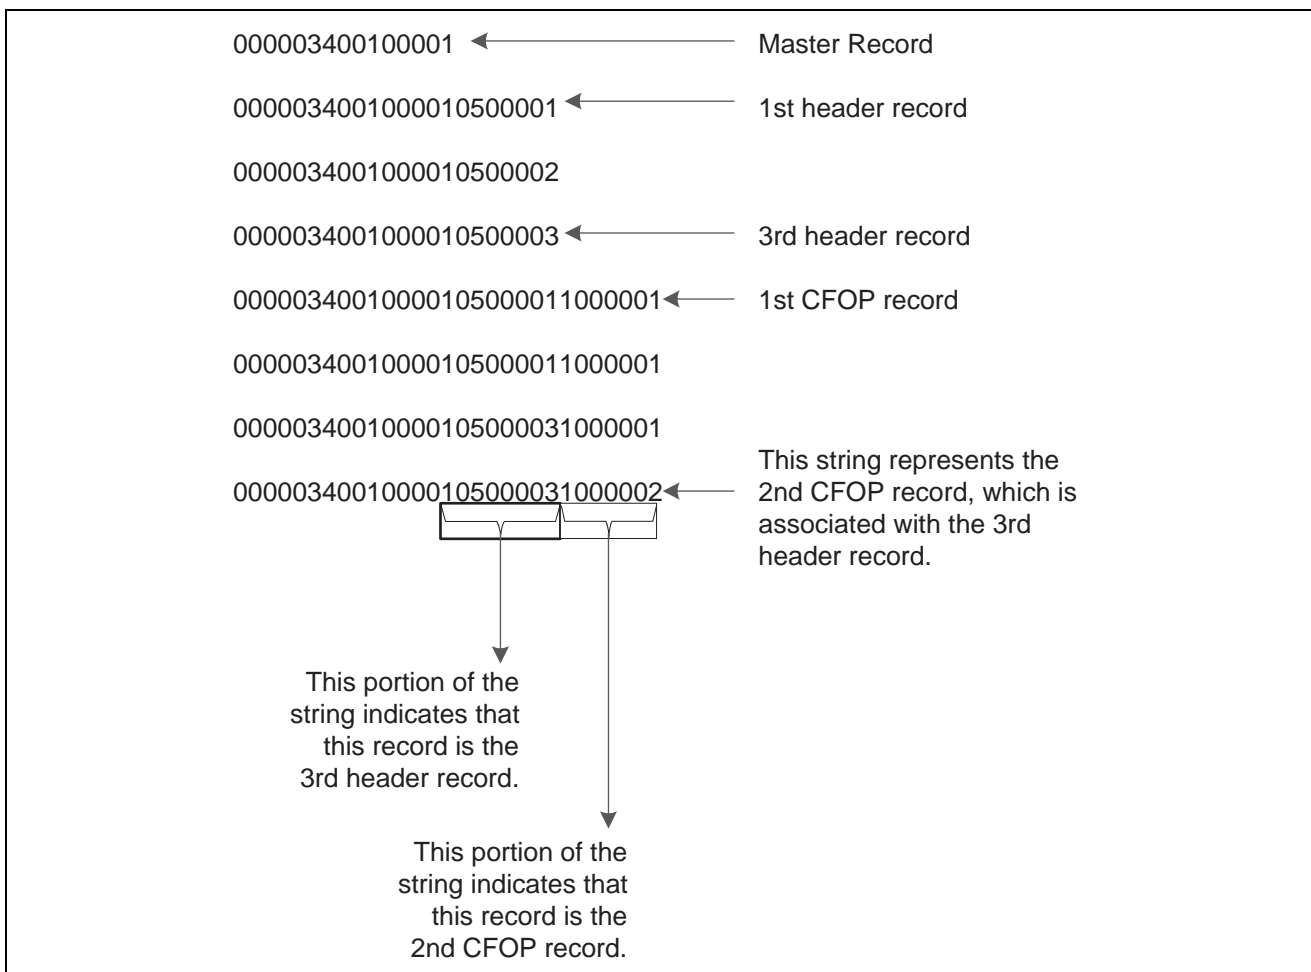 000003400100001 Master Record
0000034001000010500001 1st header record
0000034001000010500002
0000034001000010500003 3rd header record
00000340010000105000011000001 1st CFOP record
00000340010000105000011000001
00000340010000105000031000001
00000340010000105000031000002
This string represents the
2nd CFOP record, which is
associated with the 3rd
header record.
This portion of the
string indicates that
this record is the
3rd header record.
This portion of the
string indicates that
this record is the
2nd CFOP record.